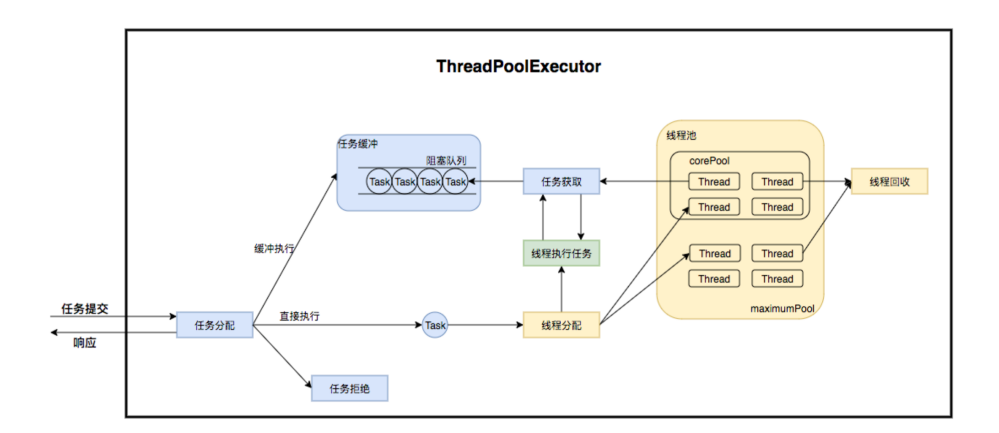 ThreadPoolExecutor
任务缓冲
阻塞队列
Task Task Task Task
任务获取
线程池
corePool
Thread Thread
Thread Thread
线程回收
缓冲执行
线程执行任务
Thread Thread
Thread Thread
maximumPool
任务提交
响应
任务分配
直接执行
Task
线程分配
任务拒绝